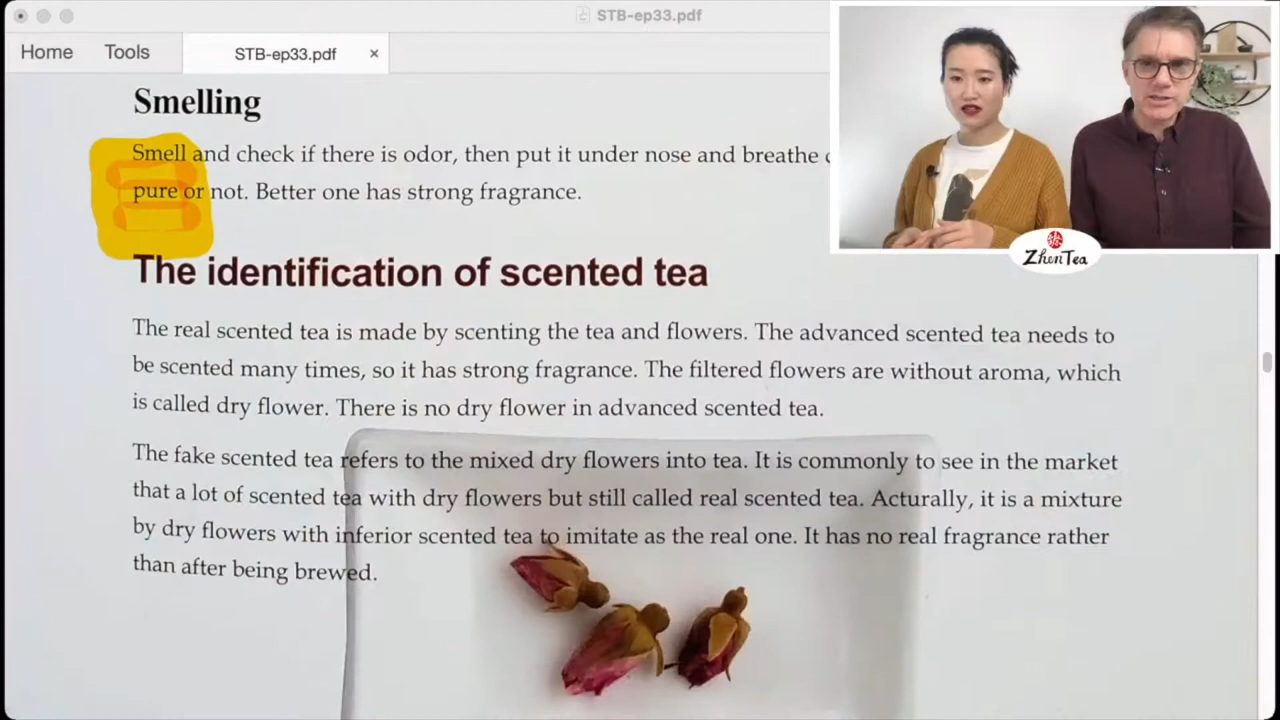 STB-ep33.pdf
Home Tools STB-ep33.pdf ×
Smelling
Smell and check if there is odor, then put it under nose and breathe
pure or not. Better one has strong fragrance.
The identification of scented tea
The real scented tea is made by scenting the tea and flowers. The advanced scented tea needs to
be scented many times, so it has strong fragrance. The filtered flowers are without aroma, which
is called dry flower. There is no dry flower in advanced scented tea.
The fake scented tea refers to the mixed dry flowers into tea. It is commonly to see in the market
that a lot of scented tea with dry flowers but still called real scented tea. Acturally, it is a mixture
by dry flowers with inferior scented tea to imitate as the real one. It has no real fragrance rather
than after being brewed.
Zhen Tea